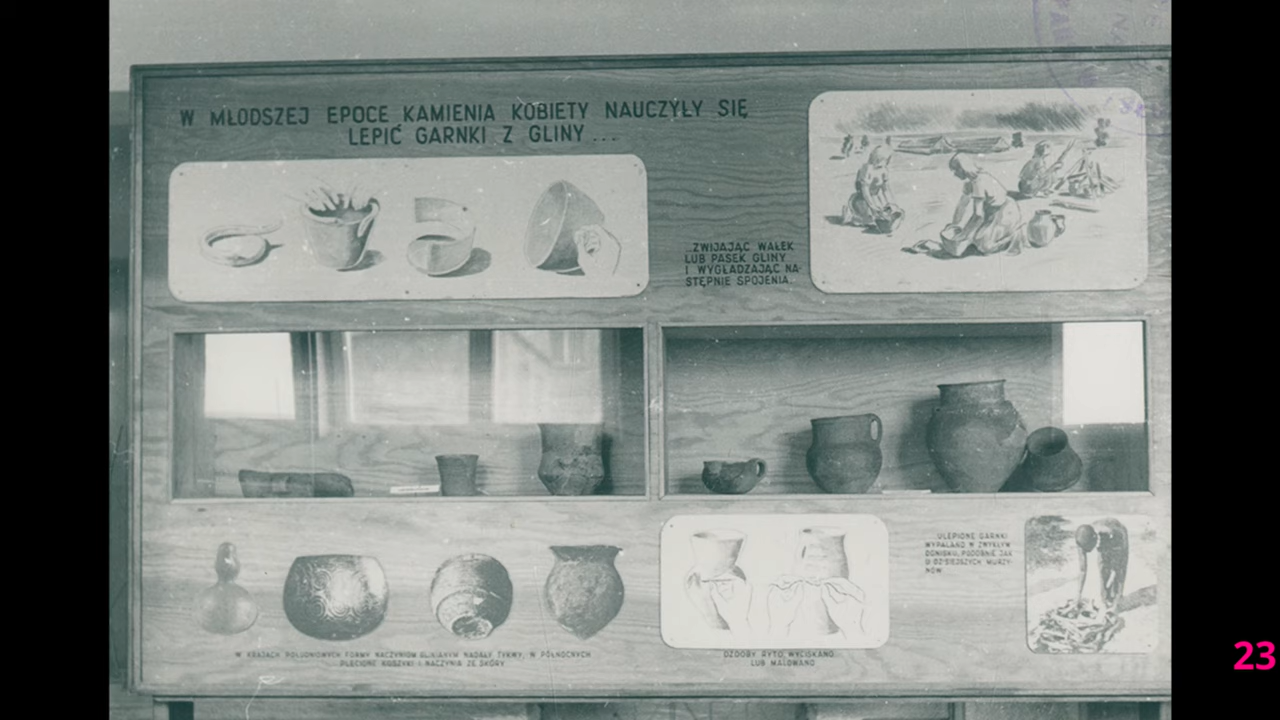 W MŁODSZEJ EPOCE KAMIENIA KOBIETY NAUCZYŁY SIĘ
LEPIĆ GARNKI Z GLINY...
...ZWIJAJĄC WAŁEK
LUB PASEK GLINY
I WYGŁADZAJĄC NA-
STĘPNIE SPOJENIA.
ULEPIONE GARNKI
WYPALANO W ZWYKŁYM
OGNISKU, PODOBNIE JAK
U DZISIEJSZYCH MURZY-
NÓW.
W KRAJACH POŁUDNIOWYCH FORMY NACZYNIOM GLINIANYM NADAŁY TYKWY, W PÓŁNOCNYCH
PLECIONE KOSZYKI I NACZYNIA ZE SKÓRY
OZDOBY RYTO, WYCISKANO
LUB MALOWANO
23